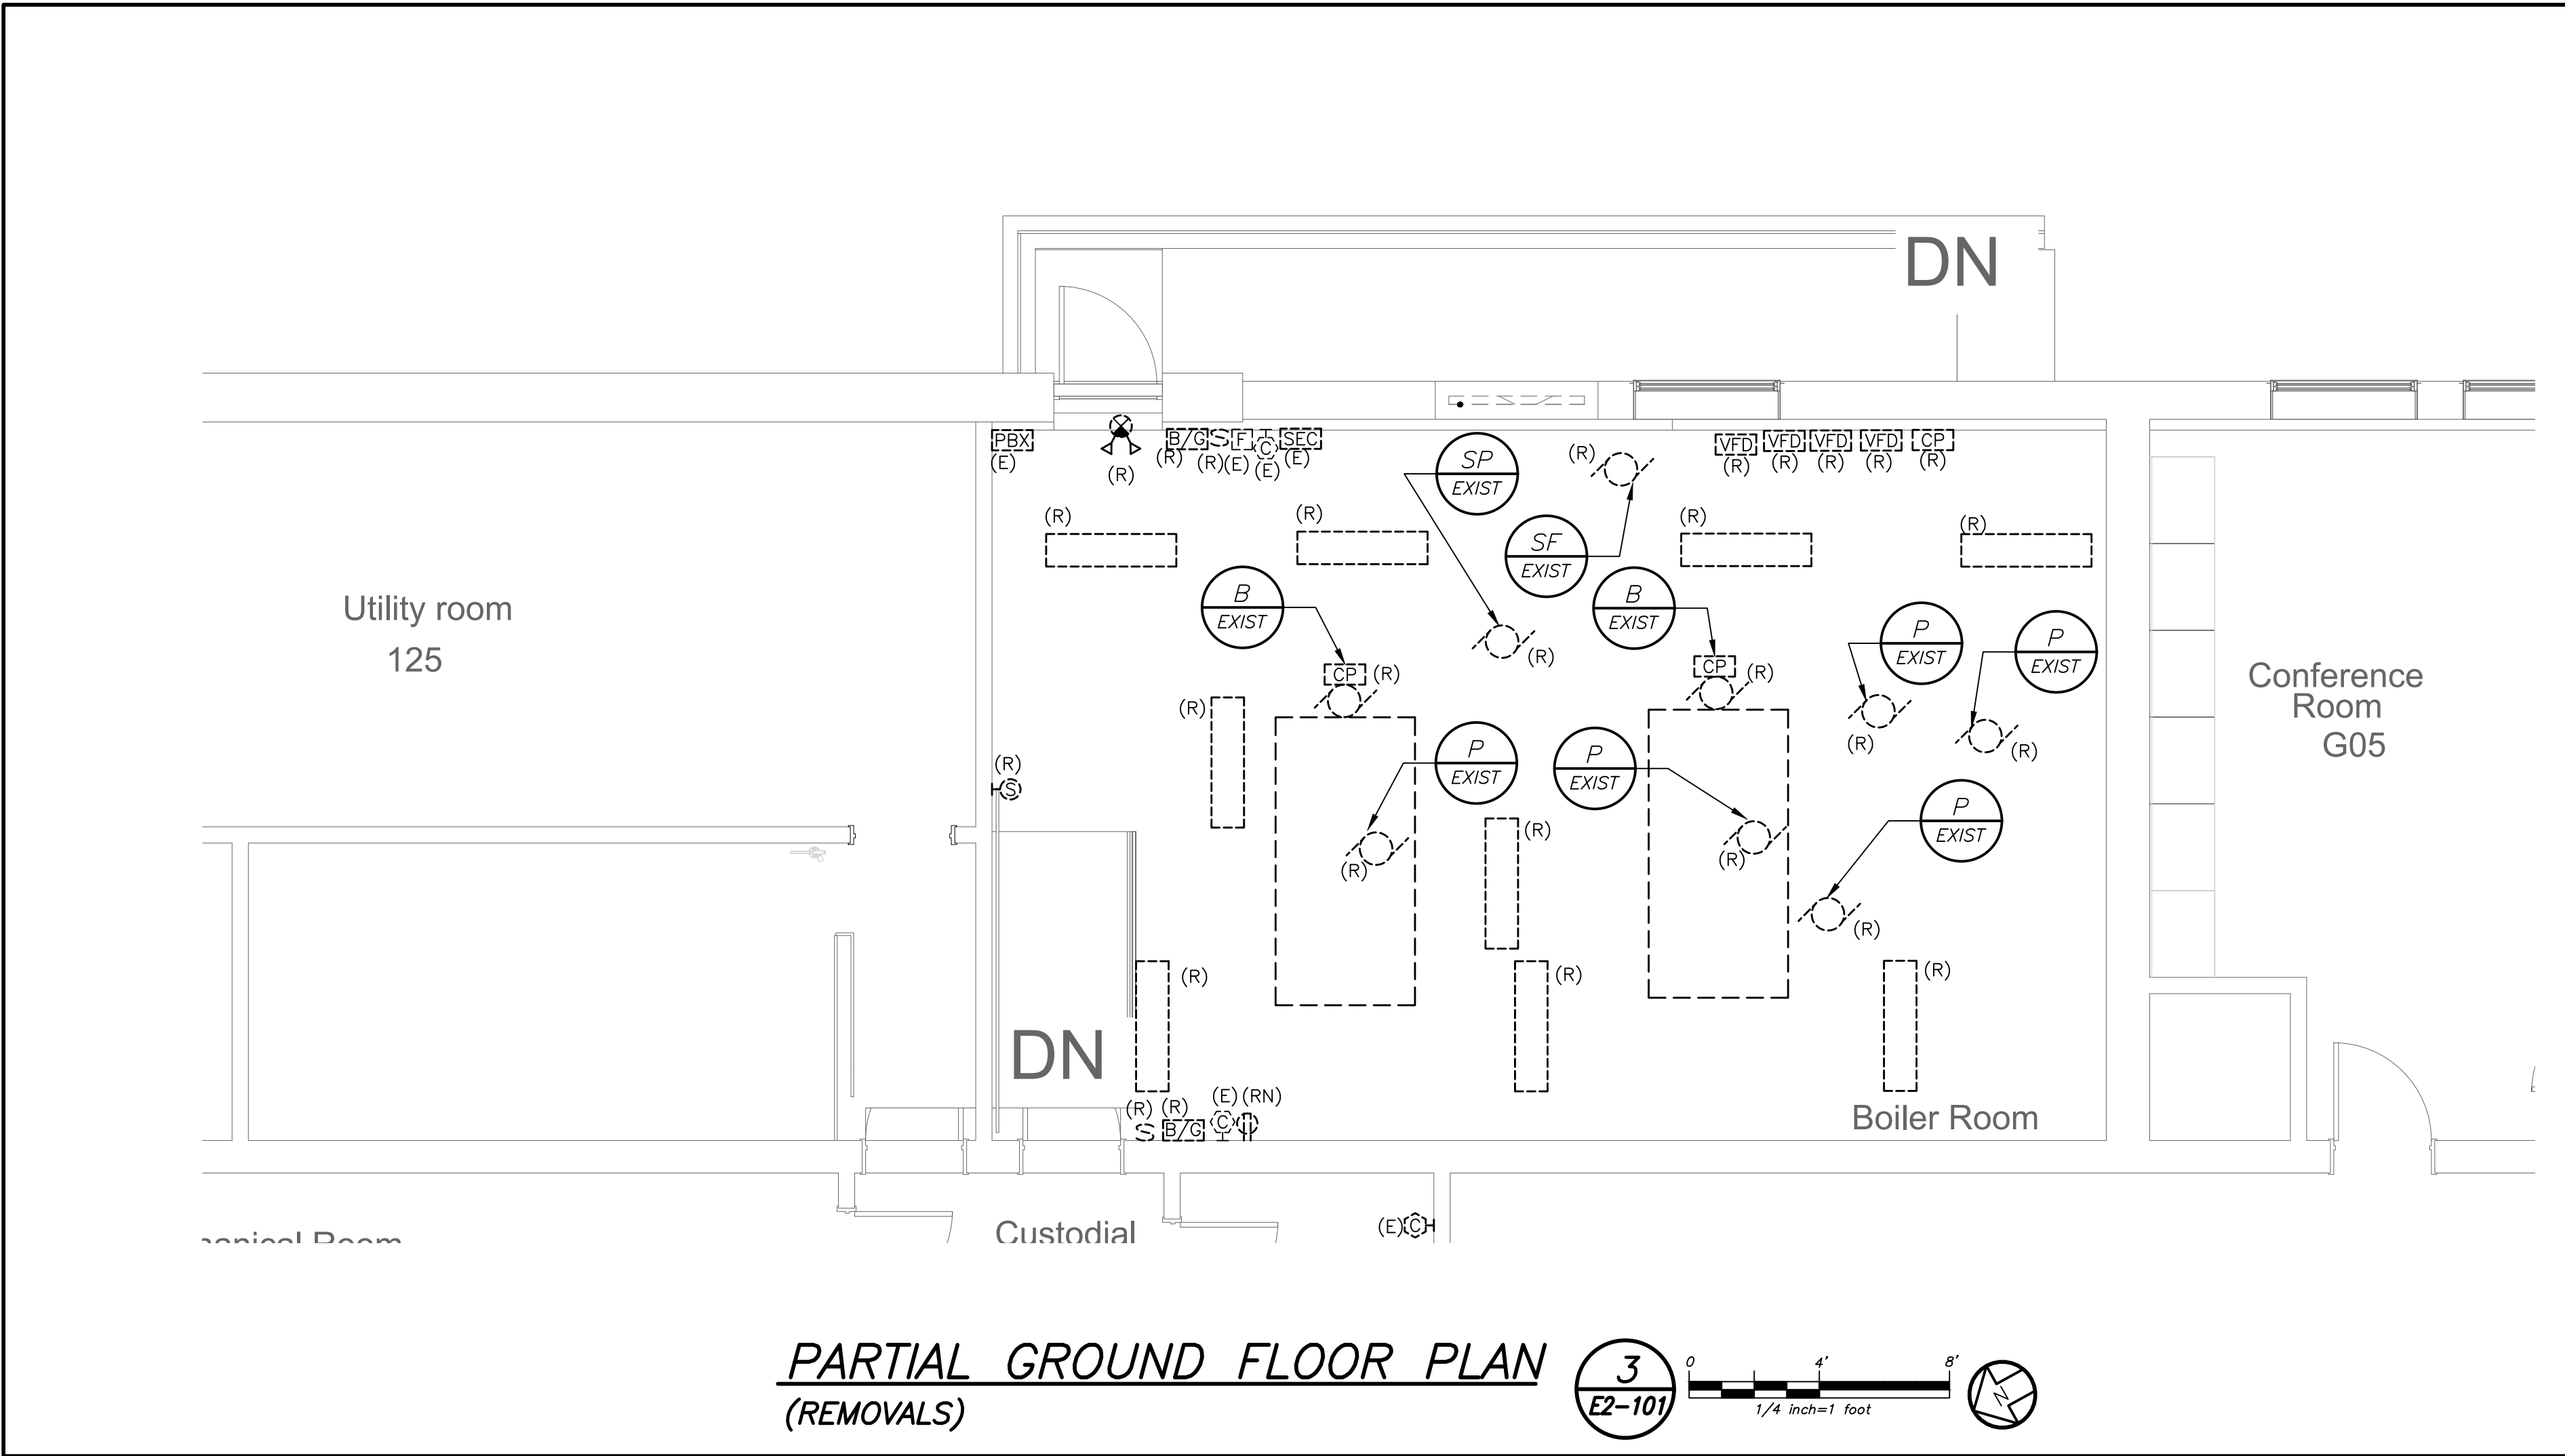 DN
PBX
(E)
(R)
B/G
(R)
S
(R)
F
(E)
C
(E)
SEC
(E)
SP
EXIST
(R)
VFD
(R)
VFD
(R)
VFD
(R)
VFD
(R)
CP
(R)
(R)
(R)
SF
EXIST
(R)
(R)
B
EXIST
B
EXIST
P
EXIST
P
EXIST
Utility room
125
(R)
CP
(R)
CP
(R)
Conference
Room
G05
(R)
(R)
(R)
P
EXIST
P
EXIST
(R)
S
P
EXIST
(R)
(R)
(R)
(R)
(R)
(R)
(R)
DN
(R)
(R)
(E)
(RN)
S
B/G
C
Boiler Room
Custodial
(E)
C
PARTIAL GROUND FLOOR PLAN
(REMOVALS)
3
E2-101
0
4'
8'
1/4 inch=1 foot
N